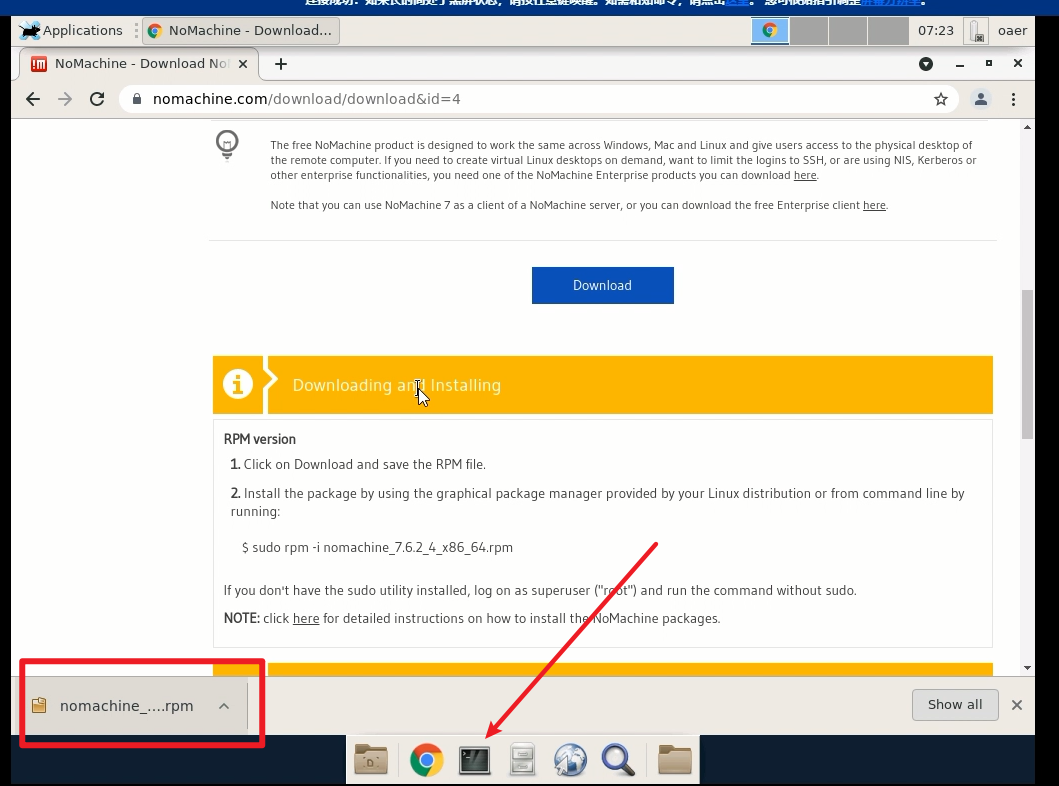 Applications
NoMachine - Download...
07:23
oaer
NoMachine - Download No
nomachine.com/download/download&id=4
The free NoMachine product is designed to work the same across Windows, Mac and Linux and give users access to the physical desktop of
the remote computer. If you need to create virtual Linux desktops on demand, want to limit the logins to SSH, or are using NIS, Kerberos or
other enterprise functionalities, you need one of the NoMachine Enterprise products you can download here.
Note that you can use NoMachine 7 as a client of a NoMachine server, or you can download the free Enterprise client here.
Download
Downloading and Installing
RPM version
1. Click on Download and save the RPM file.
2. Install the package by using the graphical package manager provided by your Linux distribution or from command line by
running:
$ sudo rpm -i nomachine_7.6.2_4_x86_64.rpm
If you don't have the sudo utility installed, log on as superuser ("root") and run the command without sudo.
NOTE: click here for detailed instructions on how to install the NoMachine packages.
nomachine_....rpm
Show all